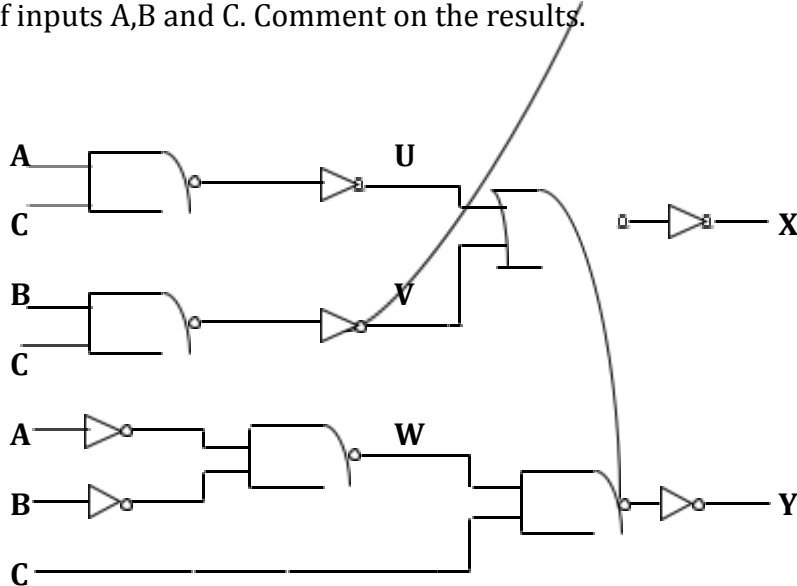 f inputs A,B and C. Comment on the results.
A
U
C
X
B
V
C
A
W
B
Y
C